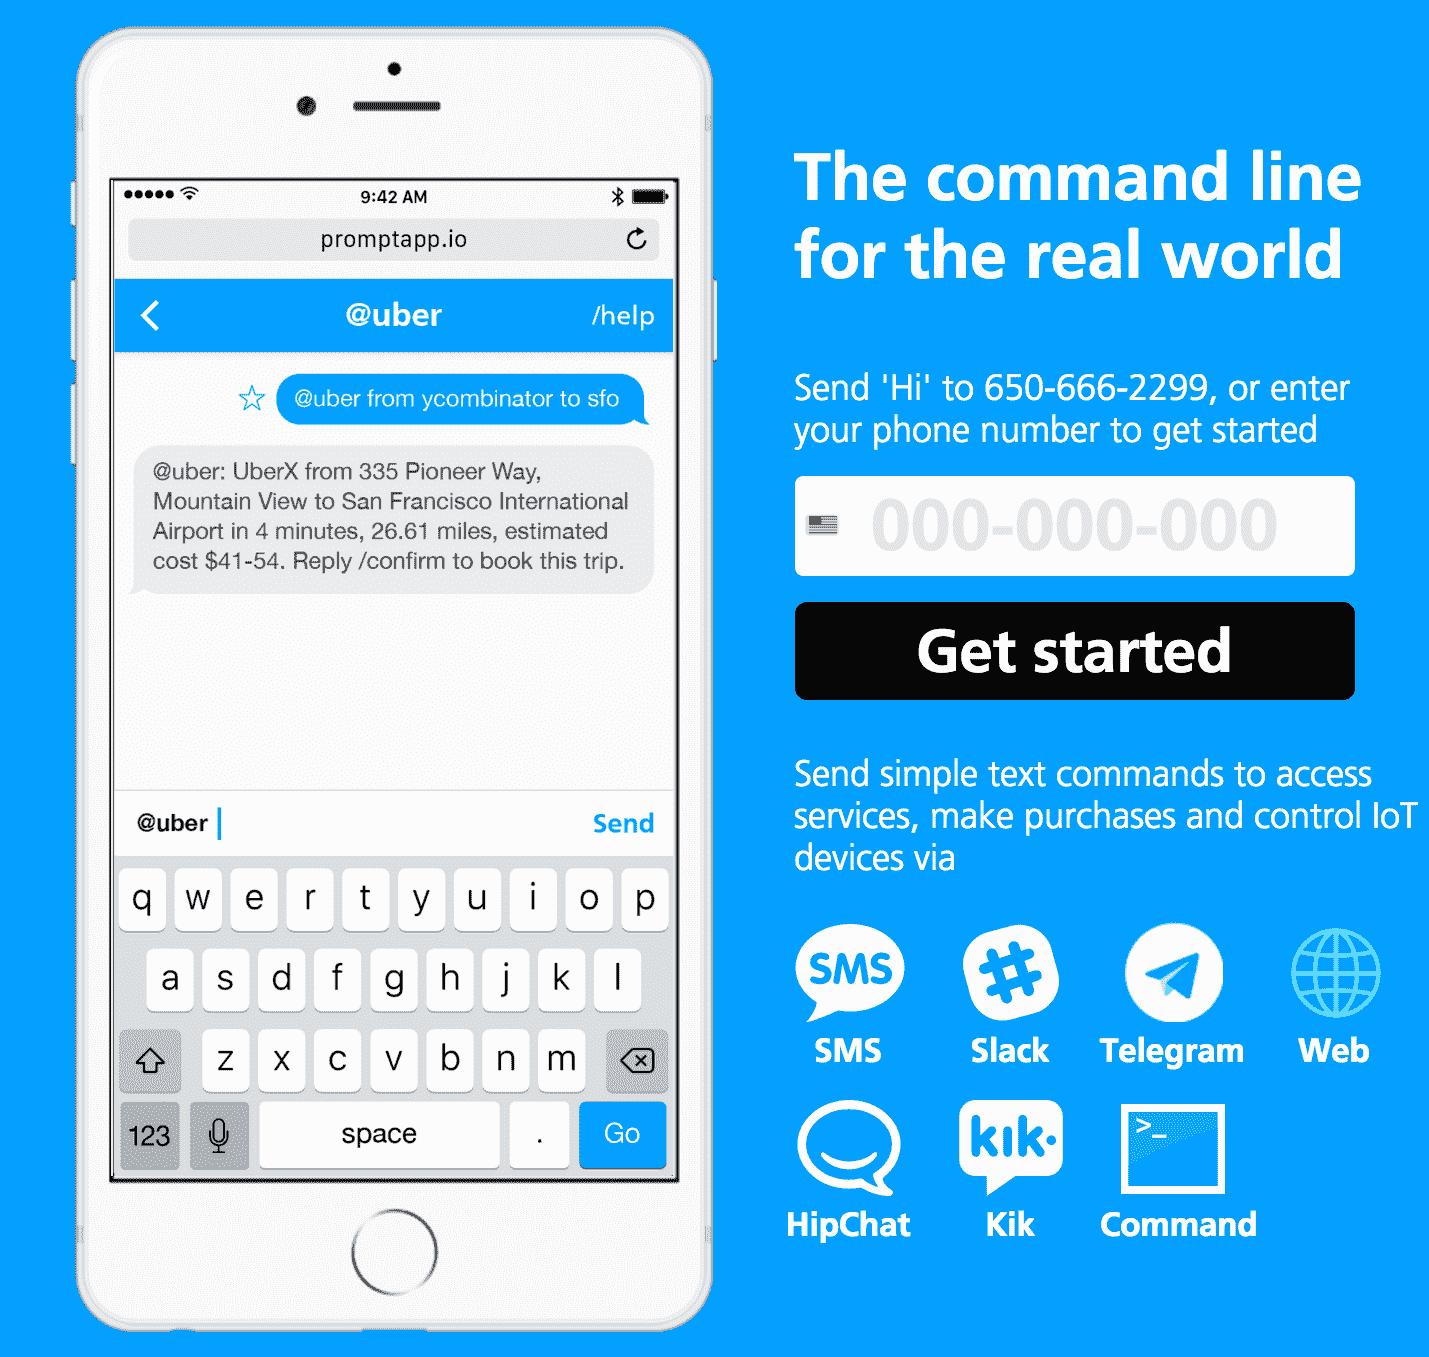 9:42 AM
promptapp.io
@uber
/help
@uber from ycombinator to sfo
@uber: UberX from 335 Pioneer Way,
Mountain View to San Francisco International
Airport in 4 minutes, 26.61 miles, estimated
cost $41-54. Reply /confirm to book this trip.
@uber
Send
q w e r t y u i o p
a s d f g h j k l
z x c v b n m
123
space
.
Go
The command line
for the real world
Send 'Hi' to 650-666-2299, or enter
your phone number to get started
000-000-000
Get started
Send simple text commands to access
services, make purchases and control IoT
devices via
SMS
SMS
Slack
Telegram
Web
kik.
>_
HipChat
Kik
Command